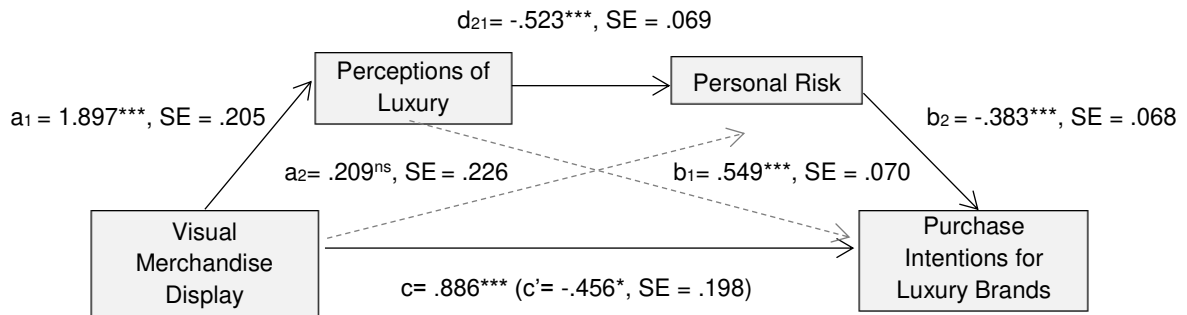 d21= -.523***, SE = .069
Perceptions of
Luxury
Personal Risk
a1 = 1.897***, SE = .205
b2 = -.383***, SE = .068
a2= .209ns, SE = .226
b1= .549***, SE = .070
Visual
Merchandise
Display
Purchase
Intentions for
Luxury Brands
c= .886*** (c'= -.456*, SE = .198)